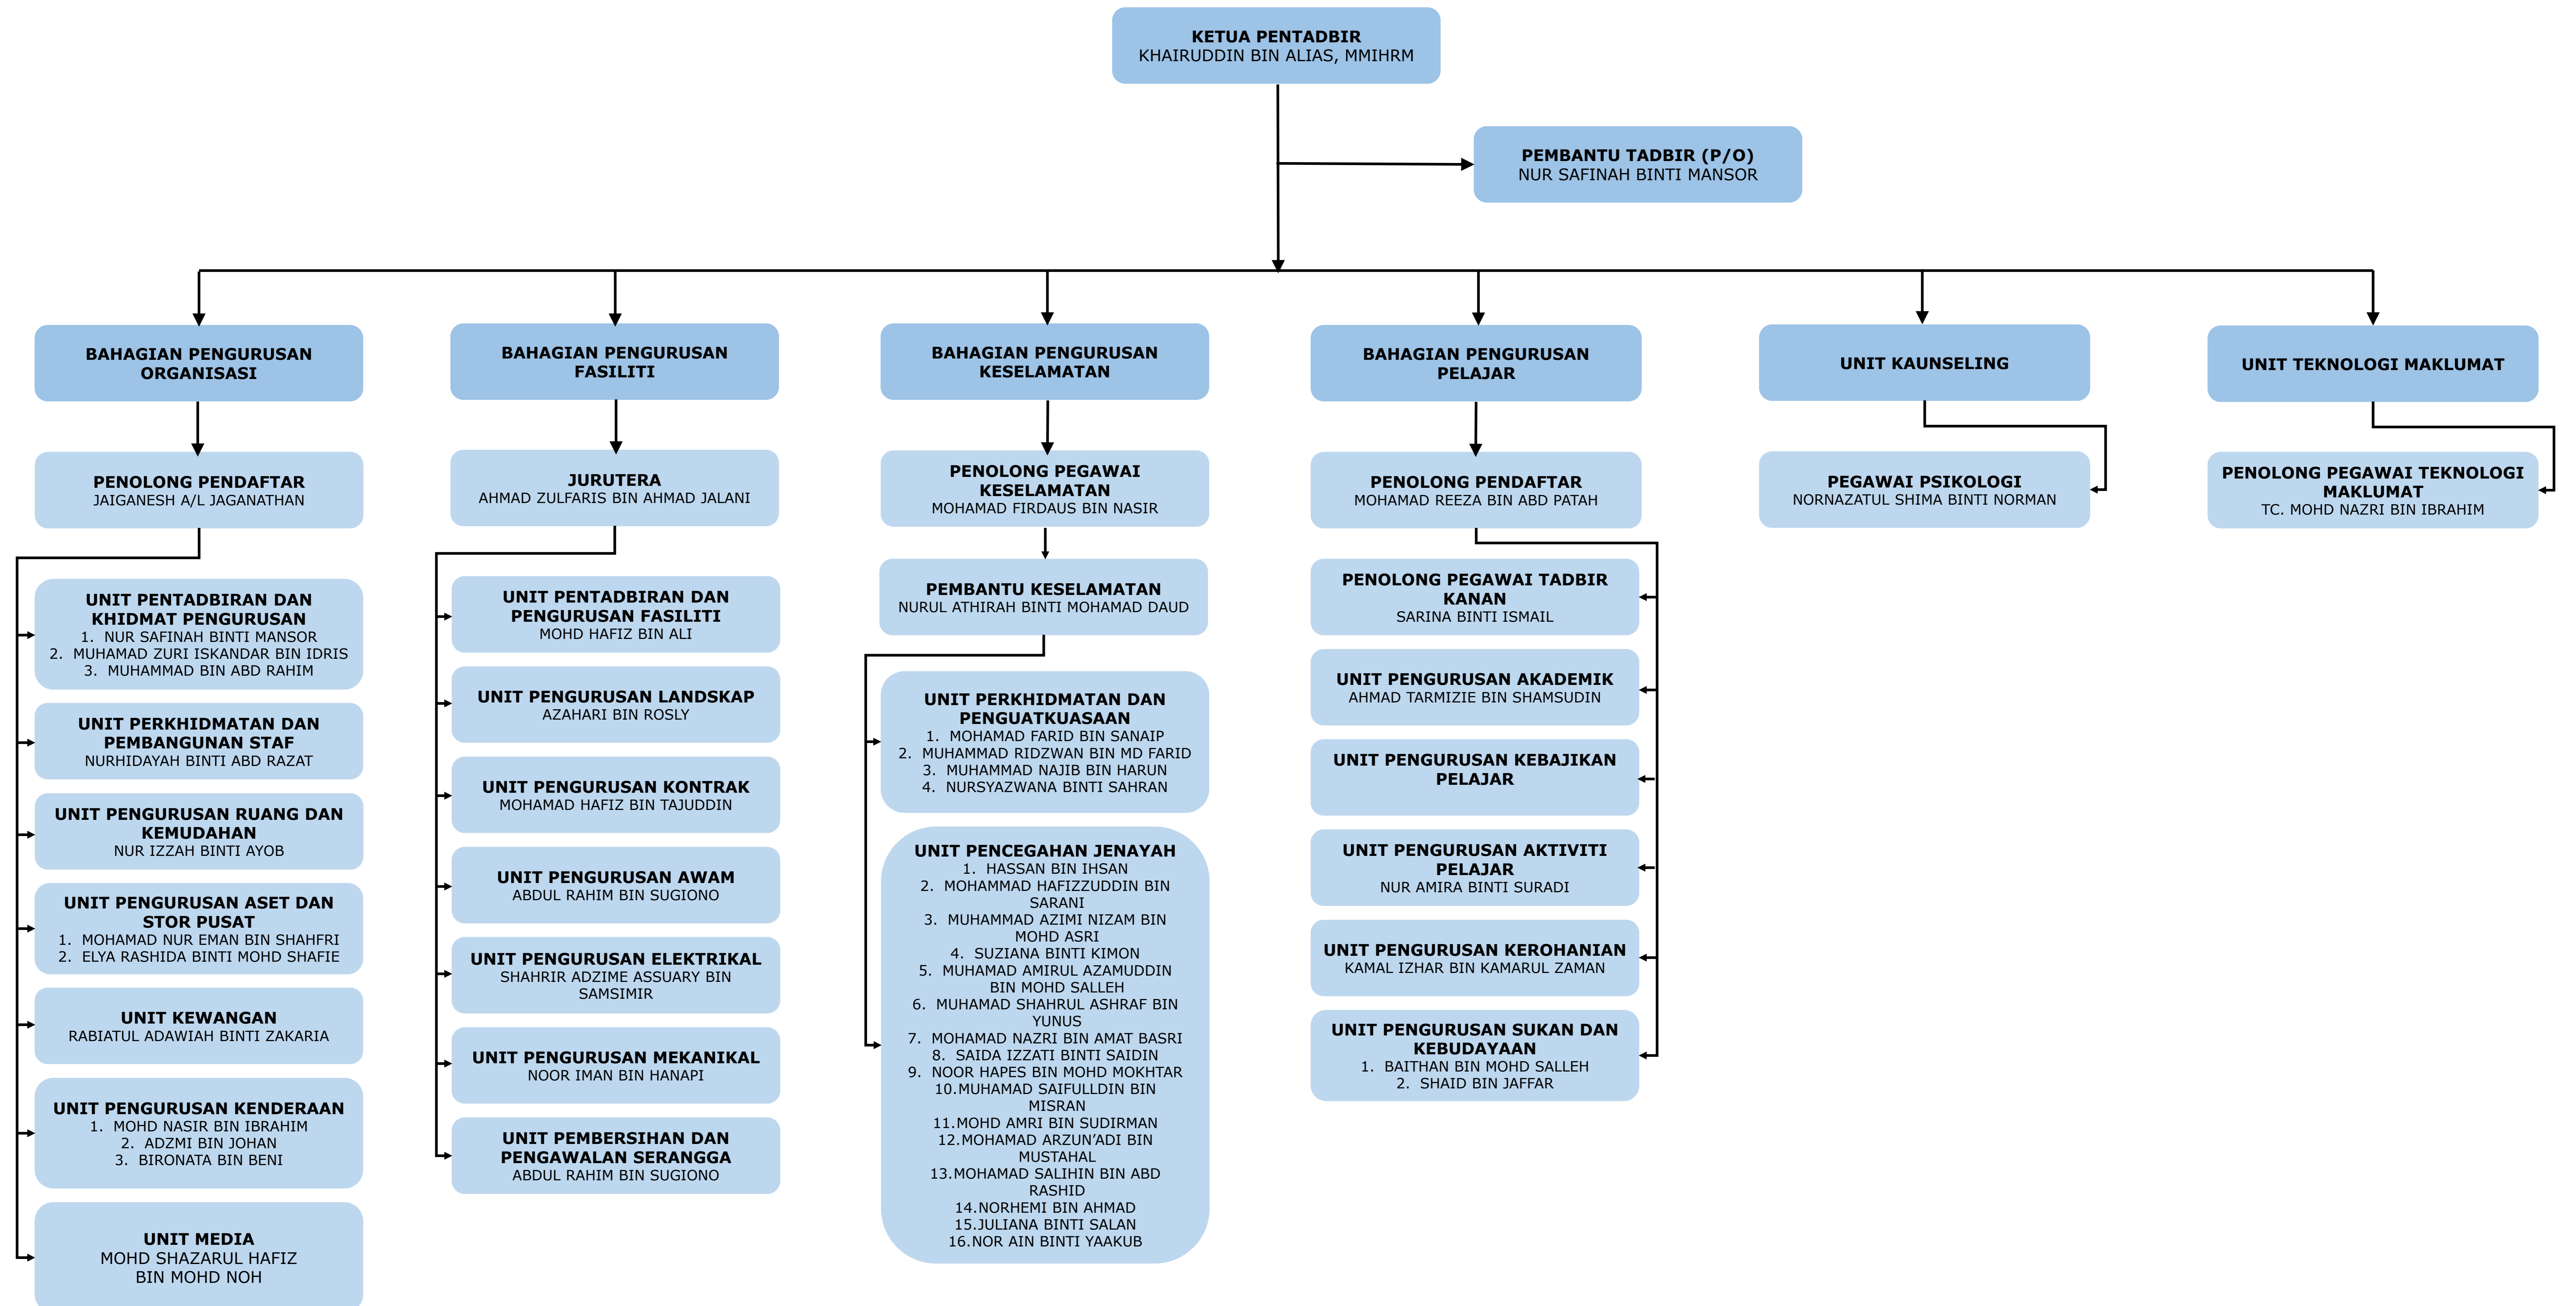 KETUA PENTADBIR
KHAIRUDDIN BIN ALIAS, MMIHRM
PEMBANTU TADBIR (P/O)
NUR SAFINAH BINTI MANSOR
BAHAGIAN PENGURUSAN
ORGANISASI
PENOLONG PENDAFTAR
JAIGANESH A/L JAGANATHAN
UNIT PENTADBIRAN DAN
KHIDMAT PENGURUSAN
1. NUR SAFINAH BINTI MANSOR
2. MUHAMAD ZURI ISKANDAR BIN IDRIS
3. MUHAMMAD BIN ABD RAHIM
UNIT PERKHIDMATAN DAN
PEMBANGUNAN STAF
NURHIDAYAH BINTI ABD RAZAT
UNIT PENGURUSAN RUANG DAN
KEMUDAHAN
NUR IZZAH BINTI AYOB
UNIT PENGURUSAN ASET DAN
STOR PUSAT
1. MOHAMAD NUR EMAN BIN SHAHFRI
2. ELYA RASHIDA BINTI MOHD SHAFIE
UNIT KEWANGAN
RABIATUL ADAWIAH BINTI ZAKARIA
UNIT PENGURUSAN KENDERAAN
1. MOHD NASIR BIN IBRAHIM
2. ADZMI BIN JOHAN
3. BIRONATA BIN BENI
UNIT MEDIA
MOHD SHAZARUL HAFIZ
BIN MOHD NOH
BAHAGIAN PENGURUSAN
FASILITI
JURUTERA
AHMAD ZULFARIS BIN AHMAD JALANI
UNIT PENTADBIRAN DAN
PENGURUSAN FASILITI
MOHD HAFIZ BIN ALI
UNIT PENGURUSAN LANDSKAP
AZAHARI BIN ROSLY
UNIT PENGURUSAN KONTRAK
MOHAMAD HAFIZ BIN TAJUDDIN
UNIT PENGURUSAN AWAM
ABDUL RAHIM BIN SUGIONO
UNIT PENGURUSAN ELEKTRIKAL
SHAHRIR ADZIME ASSUARY BIN
SAMSIMIR
UNIT PENGURUSAN MEKANIKAL
NOOR IMAN BIN HANAPI
UNIT PEMBERSIHAN DAN
PENGAWALAN SERANGGA
ABDUL RAHIM BIN SUGIONO
BAHAGIAN PENGURUSAN
KESELAMATAN
PENOLONG PEGAWAI
KESELAMATAN
MOHAMAD FIRDAUS BIN NASIR
PEMBANTU KESELAMATAN
NURUL ATHIRAH BINTI MOHAMAD DAUD
UNIT PERKHIDMATAN DAN
PENGUATKUASAAN
1. MOHAMAD FARID BIN SANAIP
2. MUHAMMAD RIDZWAN BIN MD FARID
3. MUHAMMAD NAJIB BIN HARUN
4. NURSYAZWANA BINTI SAHRAN
UNIT PENCEGAHAN JENAYAH
1. HASSAN BIN IHSAN
2. MOHAMMAD HAFIZZUDDIN BIN
SARANI
3. MUHAMMAD AZIMI NIZAM BIN
MOHD ASRI
4. SUZIANA BINTI KIMON
5. MUHAMAD AMIRUL AZAMUDDIN
BIN MOHD SALLEH
6. MUHAMAD SHAHRUL ASHRAF BIN
YUNUS
7. MOHAMAD NAZRI BIN AMAT BASRI
8. SAIDA IZZATI BINTI SAIDIN
9. NOOR HAPES BIN MOHD MOKHTAR
10.MUHAMAD SAIFULLDIN BIN
MISRAN
11.MOHD AMRI BIN SUDIRMAN
12.MOHAMAD ARZUN’ADI BIN
MUSTAHAL
13.MOHAMAD SALIHIN BIN ABD
RASHID
14.NORHEMI BIN AHMAD
15.JULIANA BINTI SALAN
16.NOR AIN BINTI YAAKUB
BAHAGIAN PENGURUSAN
PELAJAR
PENOLONG PENDAFTAR
MOHAMAD REEZA BIN ABD PATAH
PENOLONG PEGAWAI TADBIR
KANAN
SARINA BINTI ISMAIL
UNIT PENGURUSAN AKADEMIK
AHMAD TARMIZIE BIN SHAMSUDIN
UNIT PENGURUSAN KEBAJIKAN
PELAJAR
UNIT PENGURUSAN AKTIVITI
PELAJAR
NUR AMIRA BINTI SURADI
UNIT PENGURUSAN KEROHANIAN
KAMAL IZHAR BIN KAMARUL ZAMAN
UNIT PENGURUSAN SUKAN DAN
KEBUDAYAAN
1. BAITHAN BIN MOHD SALLEH
2. SHAID BIN JAFFAR
UNIT KAUNSELING
PEGAWAI PSIKOLOGI
NORNAZATUL SHIMA BINTI NORMAN
UNIT TEKNOLOGI MAKLUMAT
PENOLONG PEGAWAI TEKNOLOGI
MAKLUMAT
TC. MOHD NAZRI BIN IBRAHIM